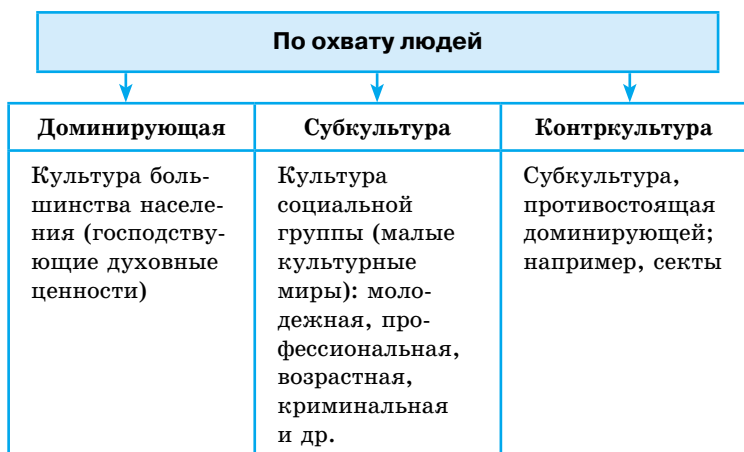 По охвату людей
Доминирующая
Культура боль-
шинства населе-
ния (господству-
ющие духовные
ценности)
Субкультура
Культура
социальной
группы (малые
культурные
миры): моло-
дежная, про-
фессиональная,
возрастная,
криминальная
и др.
Контркультура
Субкультура,
противостоящая
доминирующей;
например, секты